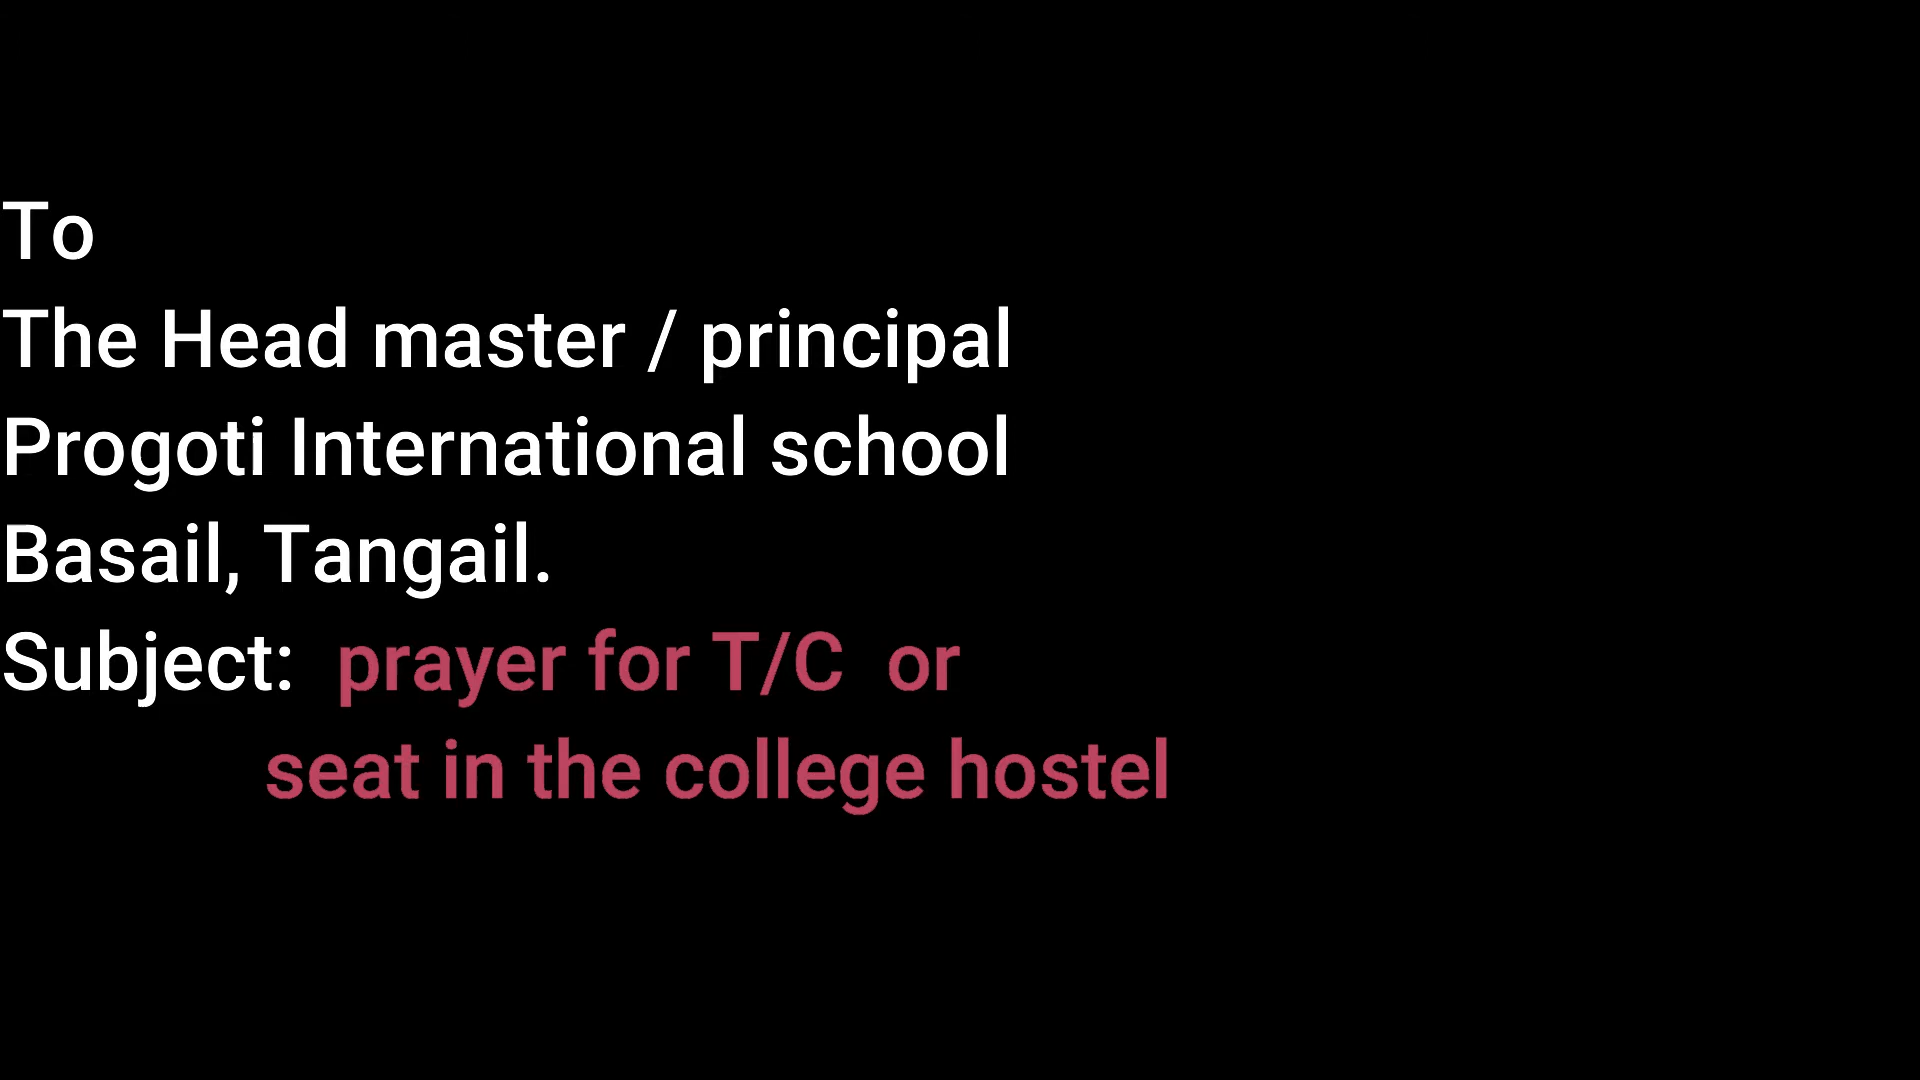 To
The Head master / principal
Progoti International school
Basail, Tangail.
Subject: prayer for T/C or
seat in the college hostel